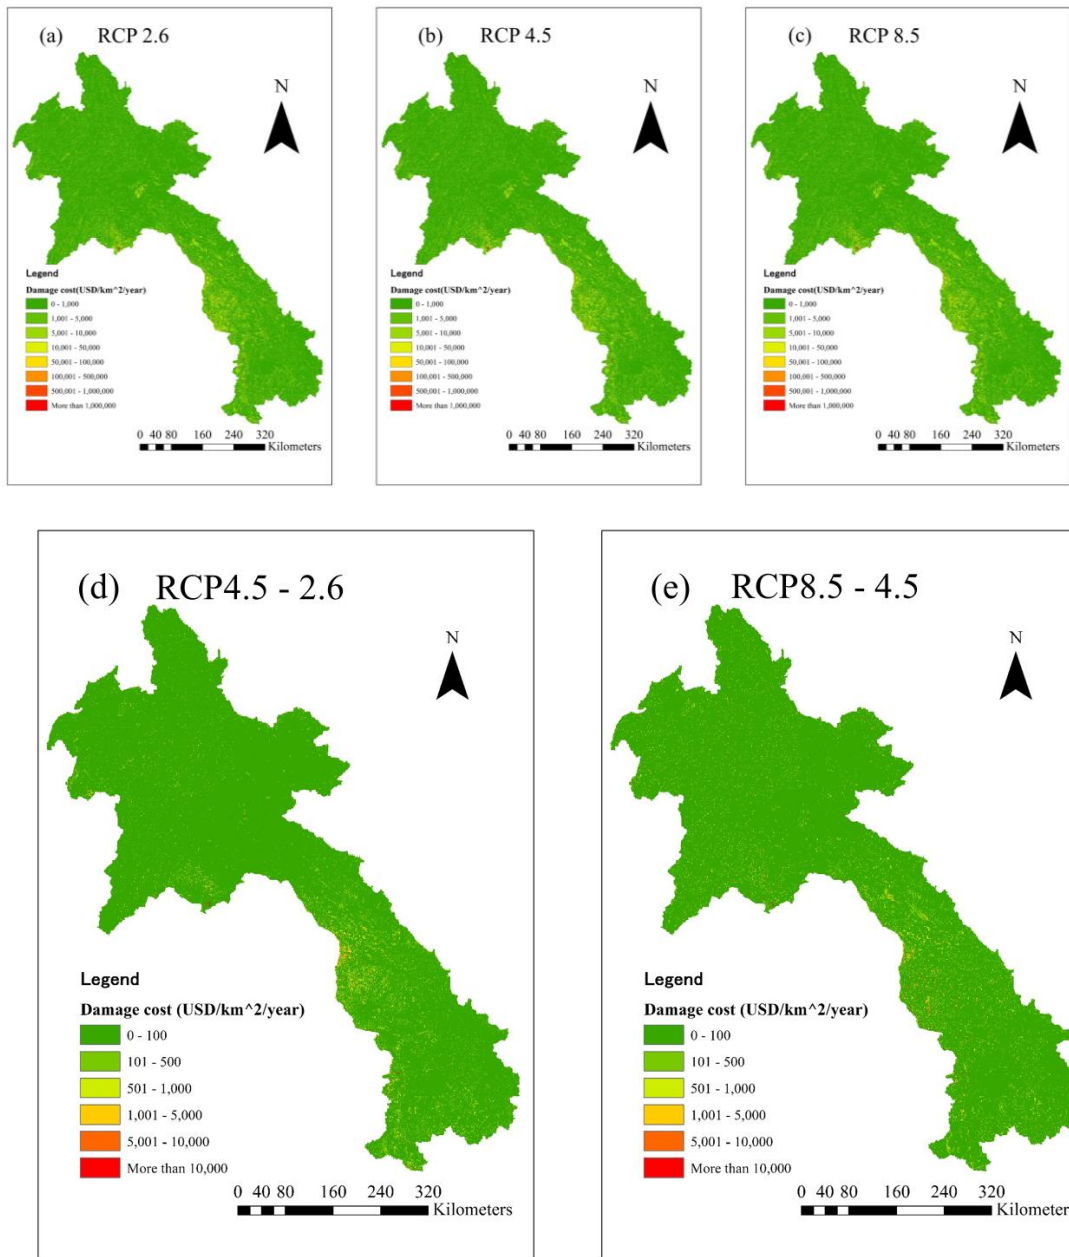 (a) RCP 2.6
N
Legend
Damage cost(USD/km^2/year)
0 - 1,000
1,001 - 5,000
5,001 - 10,000
10,001 - 50,000
50,001 - 100,000
100,001 - 500,000
500,001 - 1,000,000
More than 1,000,000
0 40 80 160 240 320
Kilometers
(b) RCP 4.5
N
Legend
Damage cost(USD/km^2/year)
0 - 1,000
1,001 - 5,000
5,001 - 10,000
10,001 - 50,000
50,001 - 100,000
100,001 - 500,000
500,001 - 1,000,000
More than 1,000,000
0 40 80 160 240 320
Kilometers
(c) RCP 8.5
N
Legend
Damage cost(USD/km^2/year)
0 - 1,000
1,001 - 5,000
5,001 - 10,000
10,001 - 50,000
50,001 - 100,000
100,001 - 500,000
500,001 - 1,000,000
More than 1,000,000
0 40 80 160 240 320
Kilometers
(d) RCP4.5 - 2.6
N
Legend
Damage cost (USD/km^2/year)
0 - 100
101 - 500
501 - 1,000
1,001 - 5,000
5,001 - 10,000
More than 10,000
0 40 80 160 240 320
Kilometers
(e) RCP8.5 - 4.5
N
Legend
Damage cost (USD/km^2/year)
0 - 100
101 - 500
501 - 1,000
1,001 - 5,000
5,001 - 10,000
More than 10,000
0 40 80 160 240 320
Kilometer